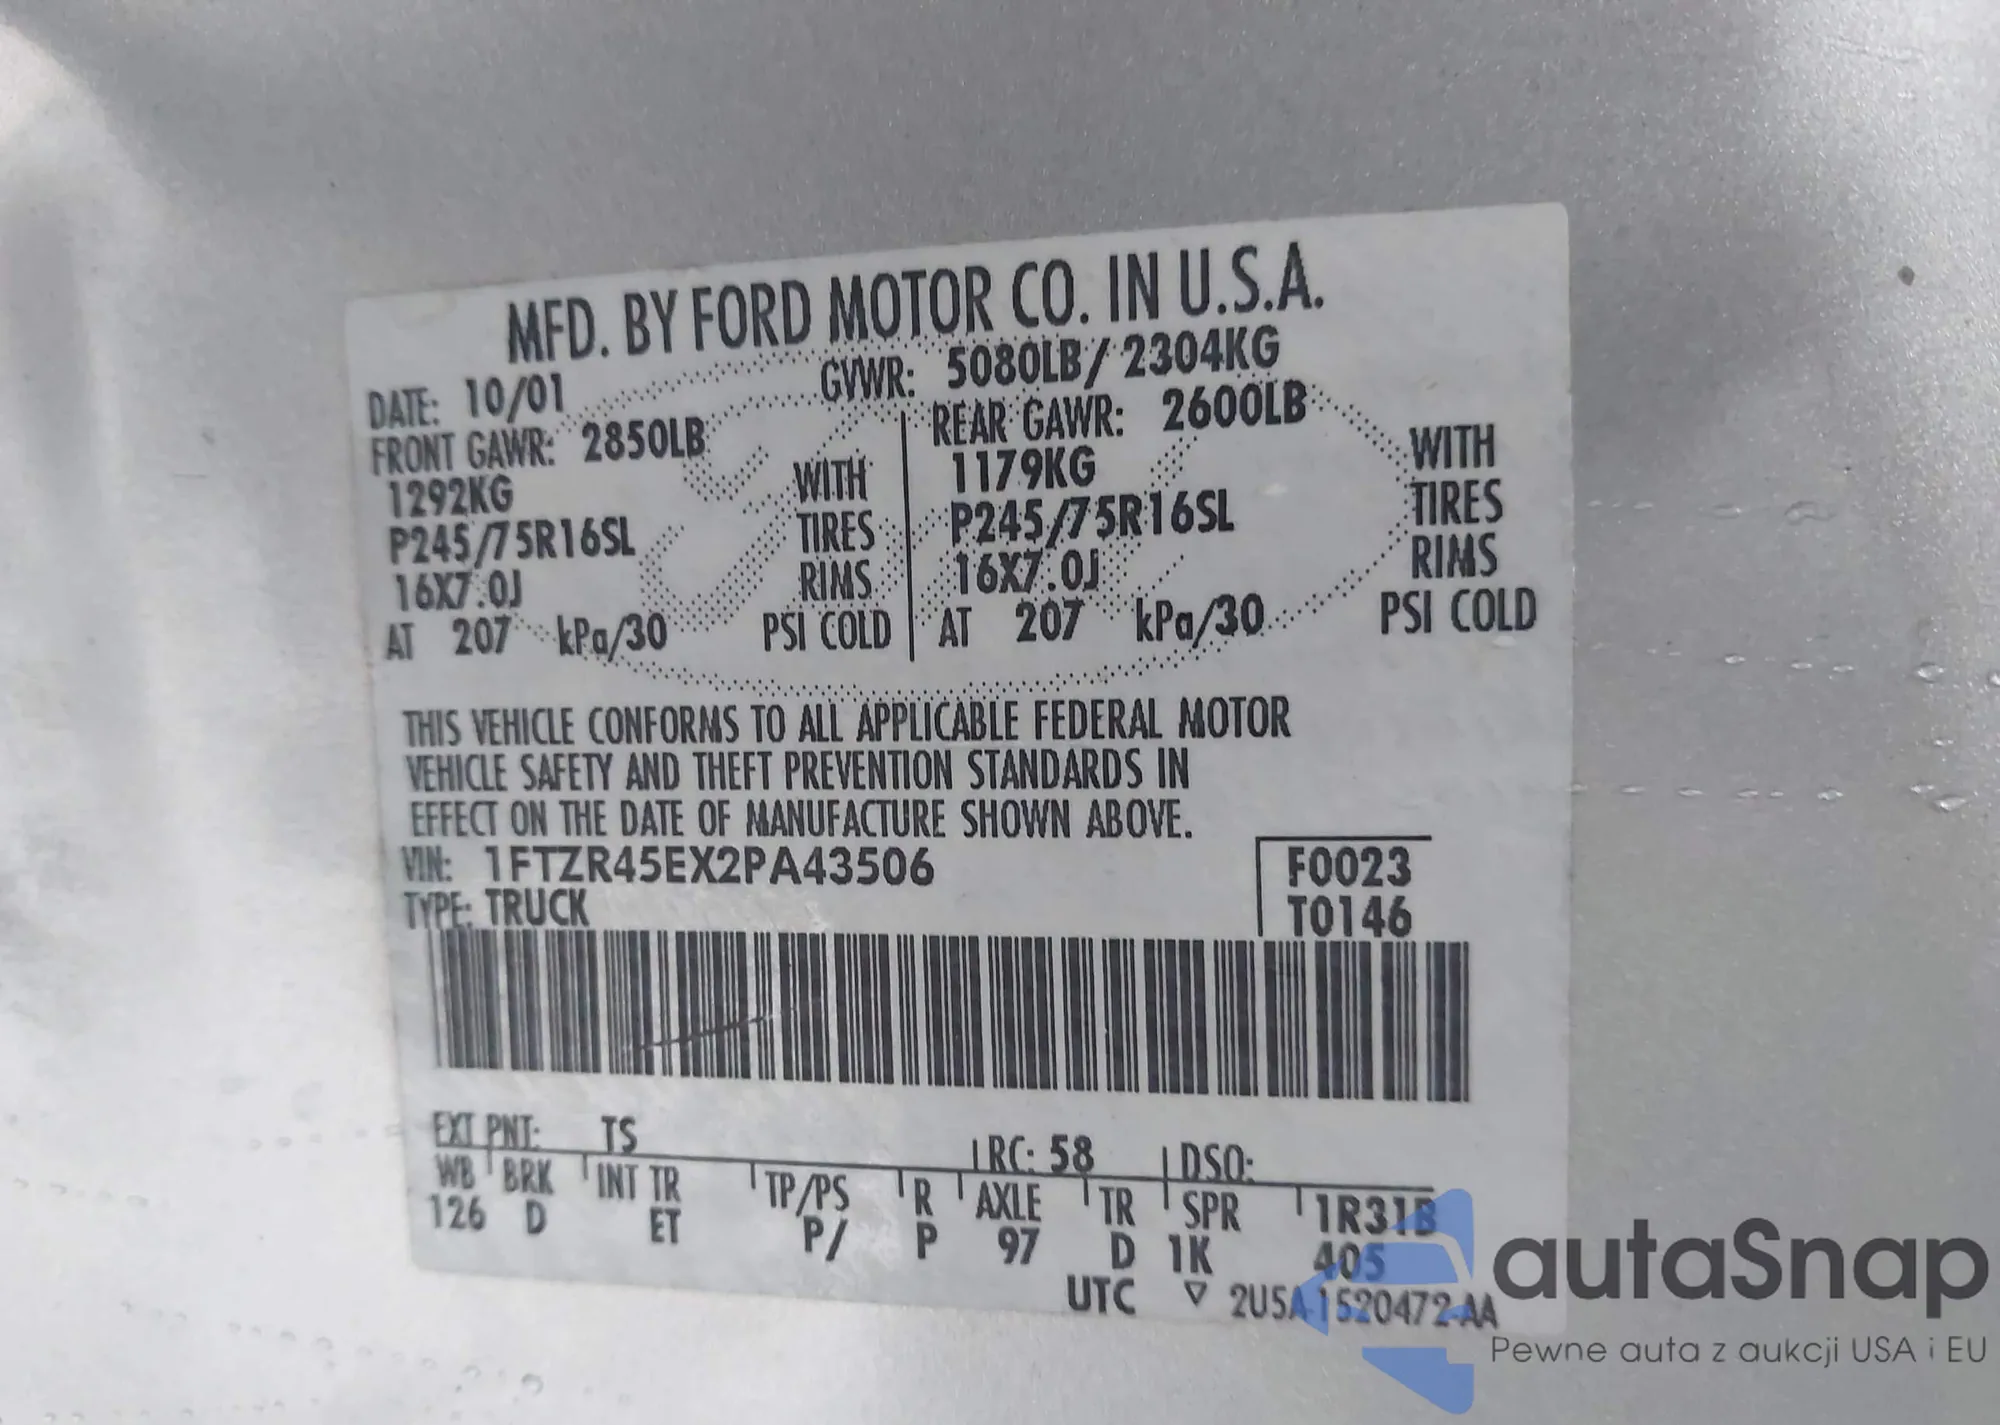 MFD. BY FORD MOTOR CO. IN U.S.A.
DATE: 10/01 GVWR: 5080LB/ 2304KG
FRONT GAWR: 2850LB REAR GAWR: 2600LB
1292KG WITH 1179KG WITH
P245/75R16SL TIRES P245/75R16SL TIRES
16X7.0J RIMS 16X7.0J RIMS
AT 207 kPa/30 PSI COLD AT 207 kPa/30 PSI COLD
THIS VEHICLE CONFORMS TO ALL APPLICABLE FEDERAL MOTOR
VEHICLE SAFETY AND THEFT PREVENTION STANDARDS IN
EFFECT ON THE DATE OF MANUFACTURE SHOWN ABOVE.
VIN: 1FTZR45EX2PA43506 F0023
TYPE: TRUCK T0146
EXT PNT: TS RC: 58 DSO:
WB BRK INT TR TP/PS R AXLE TR SPR 1R31B
126 D ET P/ P 97 D 1K 405
UTC ▽ 2U5A-1520472-AA
autaSnap
Pewne auta z aukcji USA i EU